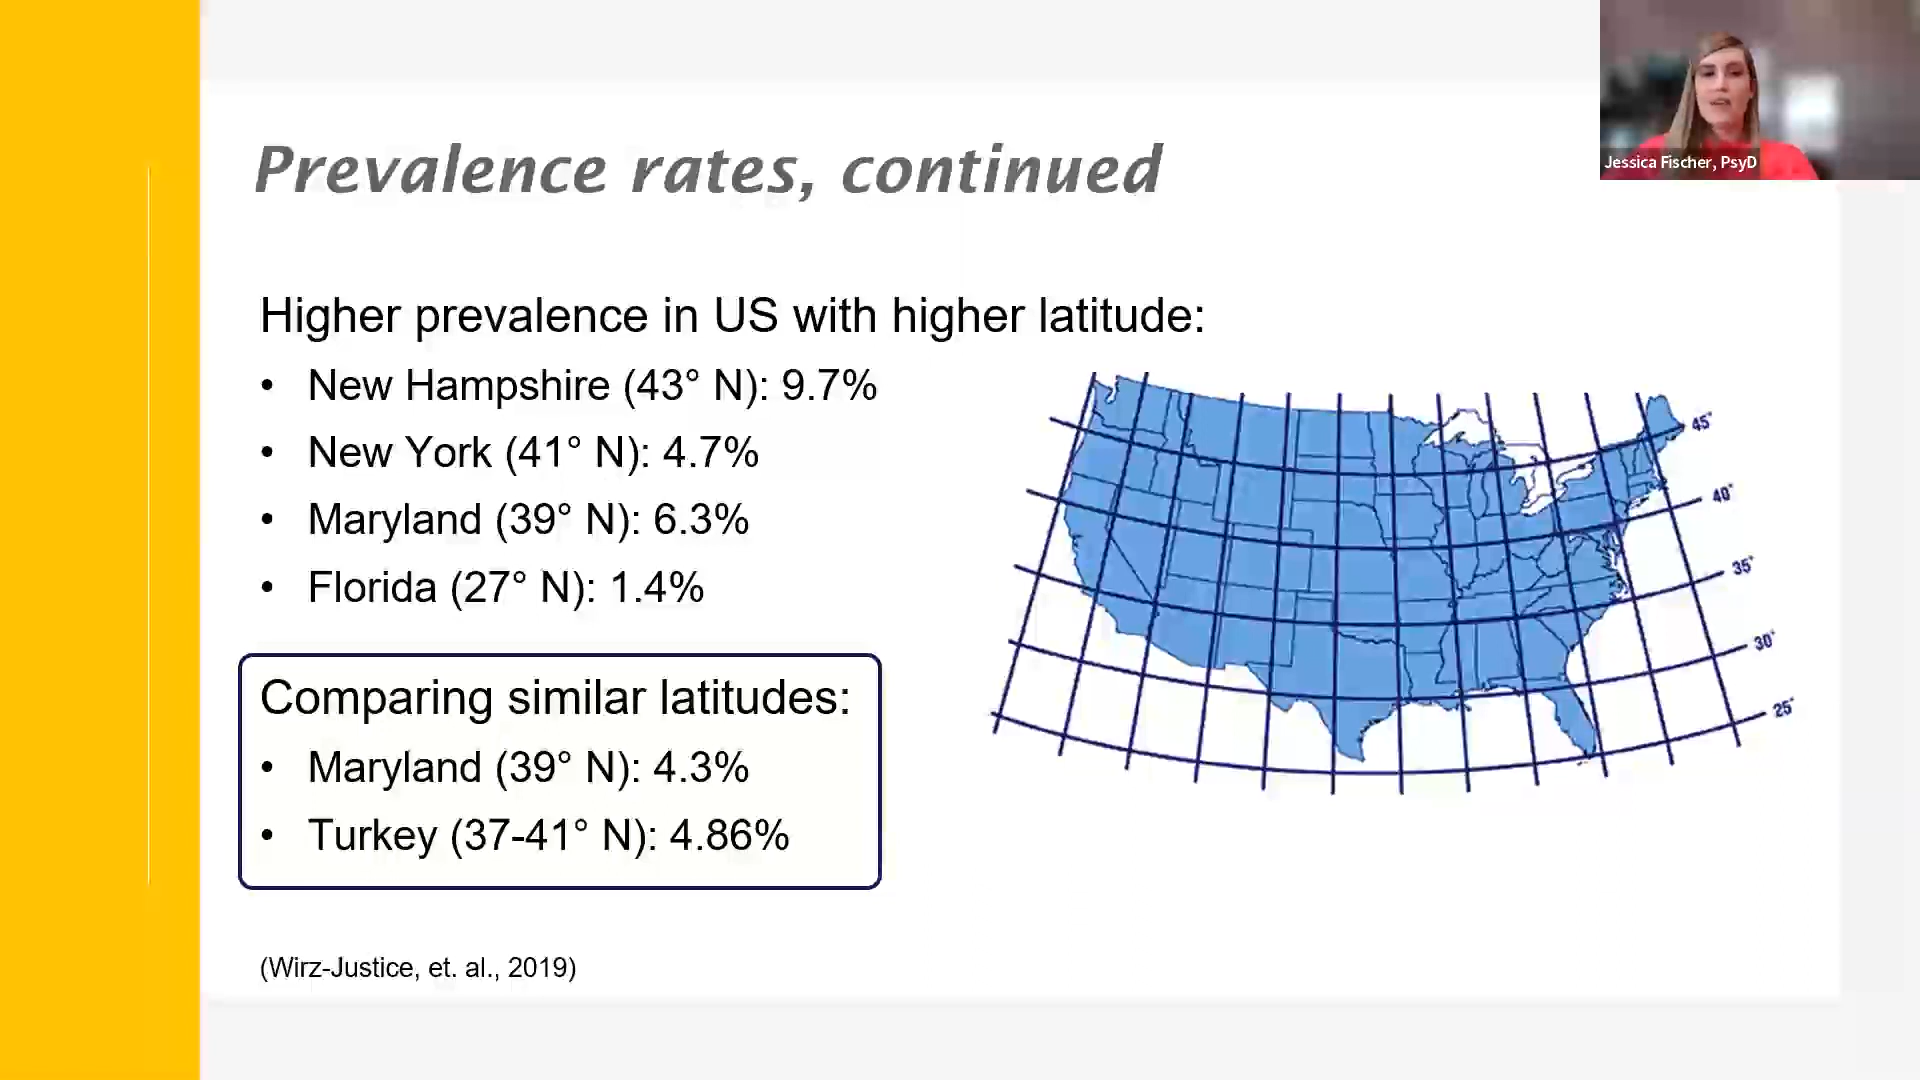 Jessica Fischer, PsyD
Prevalence rates, continued
Higher prevalence in US with higher latitude:
• New Hampshire (43° N): 9.7%
• New York (41° N): 4.7%
• Maryland (39° N): 6.3%
• Florida (27° N): 1.4%
45°
40°
35°
30°
25°
Comparing similar latitudes:
• Maryland (39° N): 4.3%
• Turkey (37-41° N): 4.86%
(Wirz-Justice, et. al., 2019)